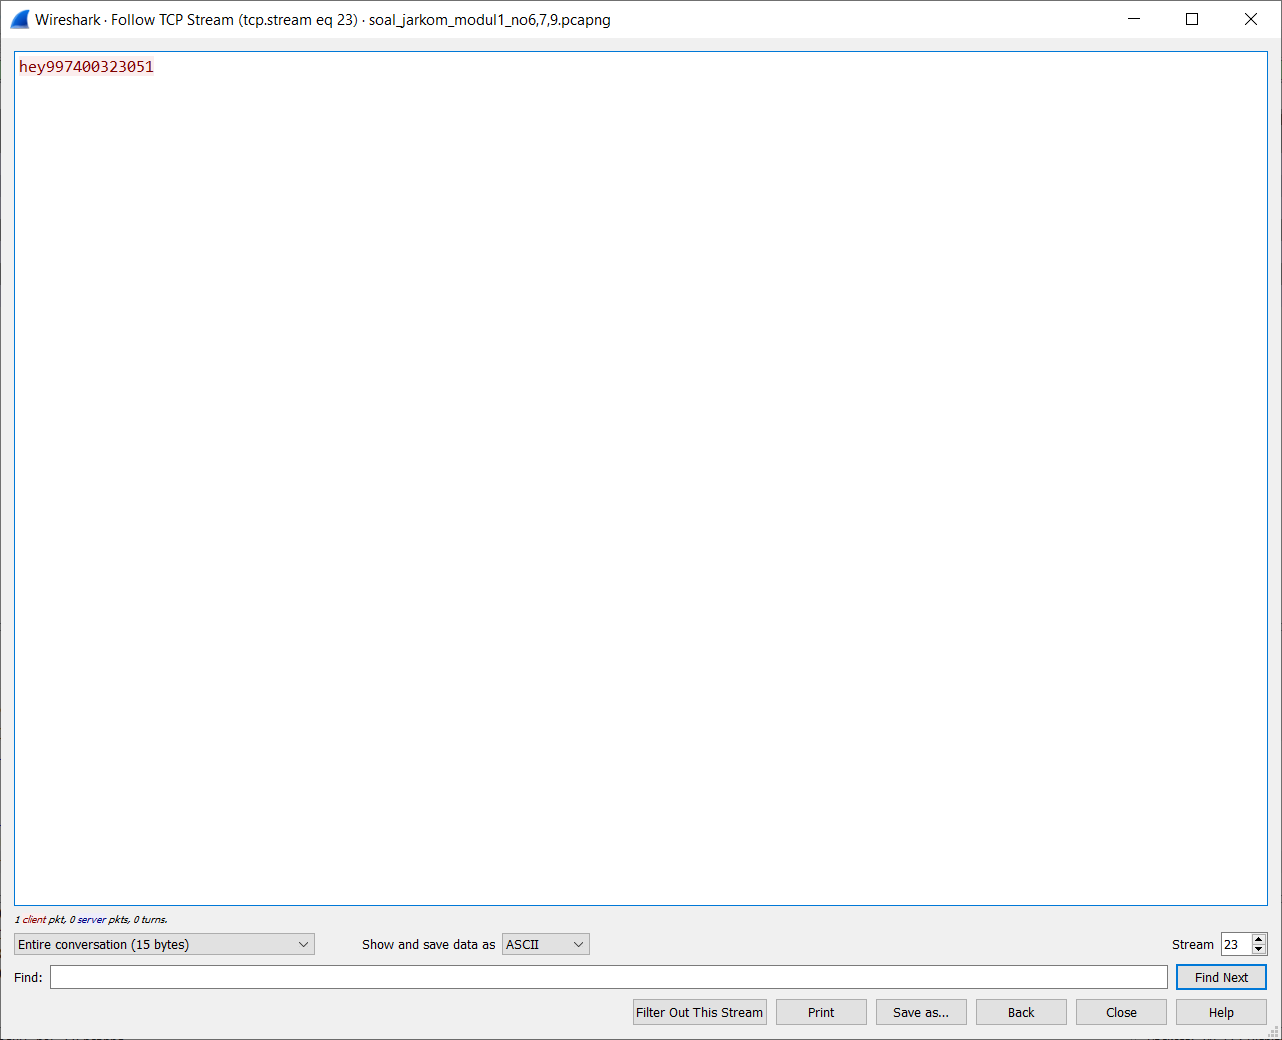 Wireshark · Follow TCP Stream (tcp.stream eq 23) · soal_jarkom_modul1_no6,7,9.pcapng
hey997400323051
1 client pkt, 0 server pkts, 0 turns.
Entire conversation (15 bytes) Show and save data as ASCII Stream 23
Find: Find Next
Filter Out This Stream Print Save as... Back Close Help